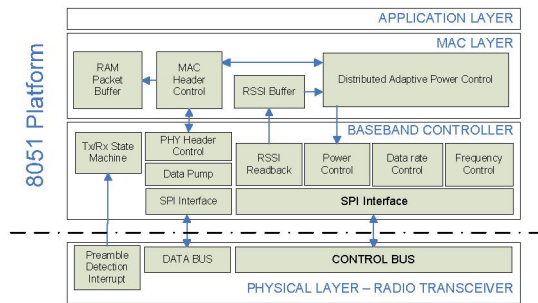 8051 Platform
APPLICATION LAYER
MAC LAYER
RAM
Packet
Buffer
MAC
Header
Control
RSSI Buffer
Distributed Adaptive Power Control
BASEBAND CONTROLLER
Tx/Rx State
Machine
PHY Header
Control
Data Pump
SPI Interface
RSSI
Readback
Power
Control
Data rate
Control
Frequency
Control
SPI Interface
Preamble
Detection
Interrupt
DATA BUS
CONTROL BUS
PHYSICAL LAYER – RADIO TRANSCEIVER